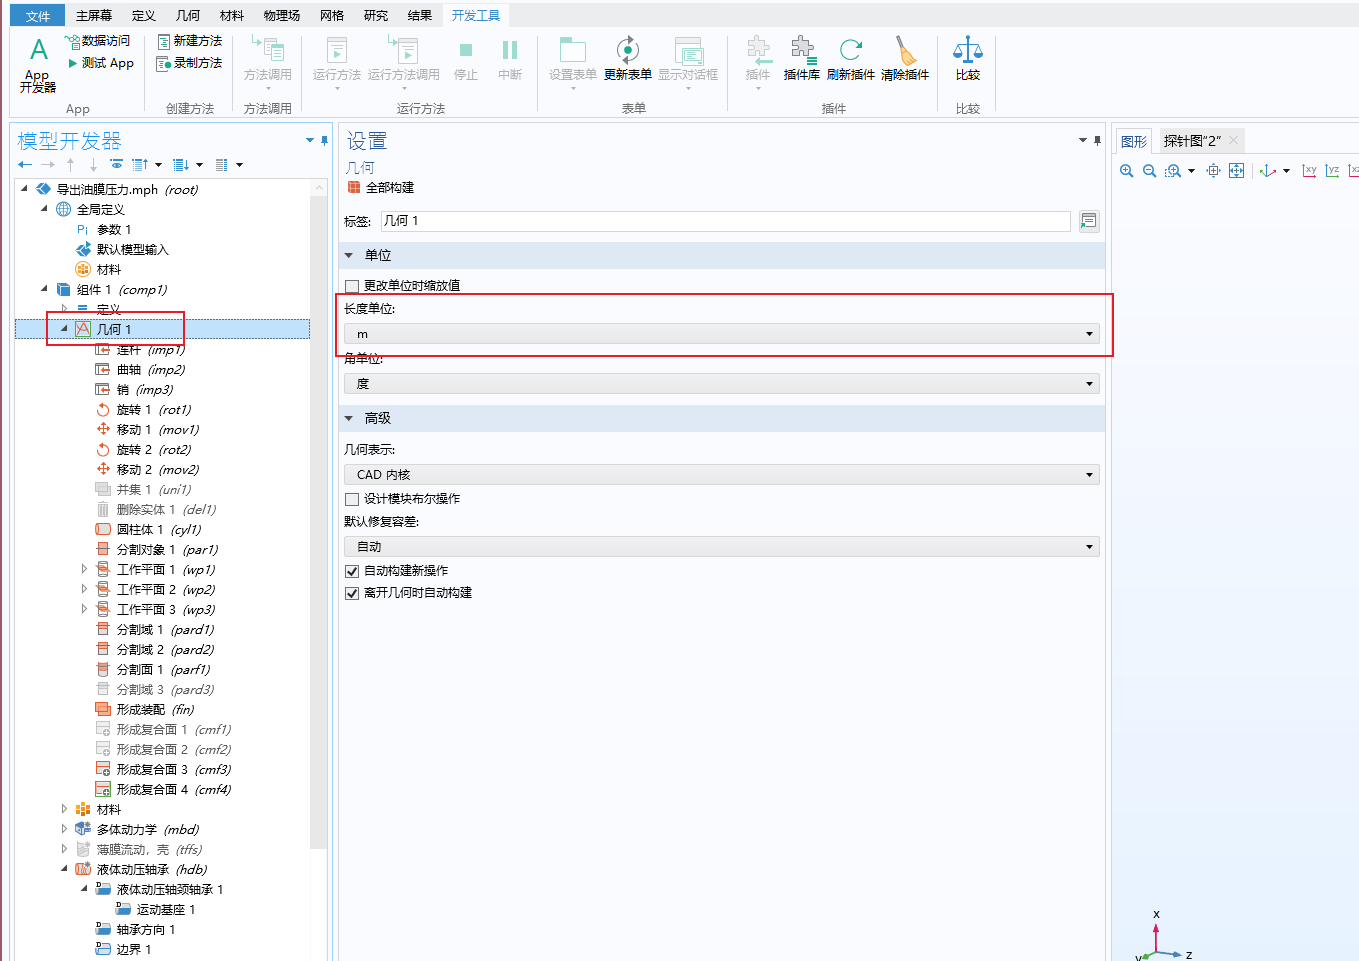 文件 主屏幕 定义 几何 材料 物理场 网格 研究 结果 开发工具
App
开发器
数据访问
测试 App
App
新建方法
录制方法
创建方法
方法调用
方法调用
运行方法
运行方法调用
停止
中断
运行方法
设置表单
更新表单
显示对话框
表单
插件
插件库
刷新插件
清除插件
插件
比较
比较
模型开发器
导出油膜压力.mph (root)
全局定义
Pi 参数 1
默认模型输入
材料
组件 1 (comp1)
定义
几何 1
连杆 (imp1)
曲轴 (imp2)
销 (imp3)
旋转 1 (rot1)
移动 1 (mov1)
旋转 2 (rot2)
移动 2 (mov2)
并集 1 (uni1)
删除实体 1 (del1)
圆柱体 1 (cyl1)
分割对象 1 (par1)
工作平面 1 (wp1)
工作平面 2 (wp2)
工作平面 3 (wp3)
分割域 1 (pard1)
分割域 2 (pard2)
分割面 1 (parf1)
分割域 3 (pard3)
形成装配 (fin)
形成复合面 1 (cmf1)
形成复合面 2 (cmf2)
形成复合面 3 (cmf3)
形成复合面 4 (cmf4)
材料
多体动力学 (mbd)
薄膜流动，壳 (tffs)
液体动压轴承 (hdb)
液体动压轴颈轴承 1
运动基座 1
轴承方向 1
边界 1
设置
几何
全部构建
标签: 几何 1
单位
更改单位时缩放值
长度单位:
m
角单位:
度
高级
几何表示:
CAD 内核
设计模块布尔操作
默认修复容差:
自动
自动构建新操作
离开几何时自动构建
图形 探针图"2"
xy yz xz
x
y z